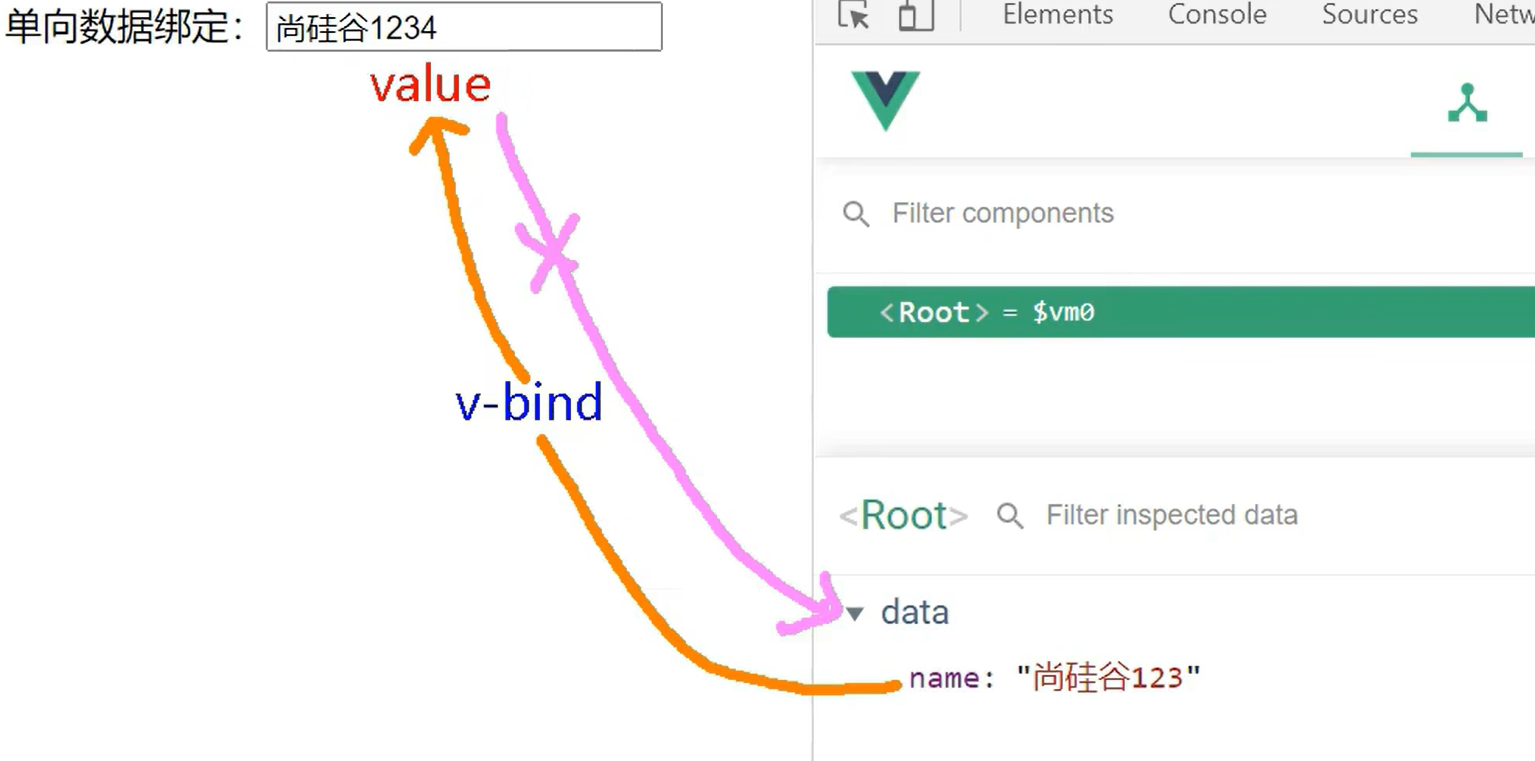 单向数据绑定：尚硅谷1234
value
v-bind
Elements Console Sources
Filter components
<Root> = $vm0
<Root> Filter inspected data
data
name: "尚硅谷123"